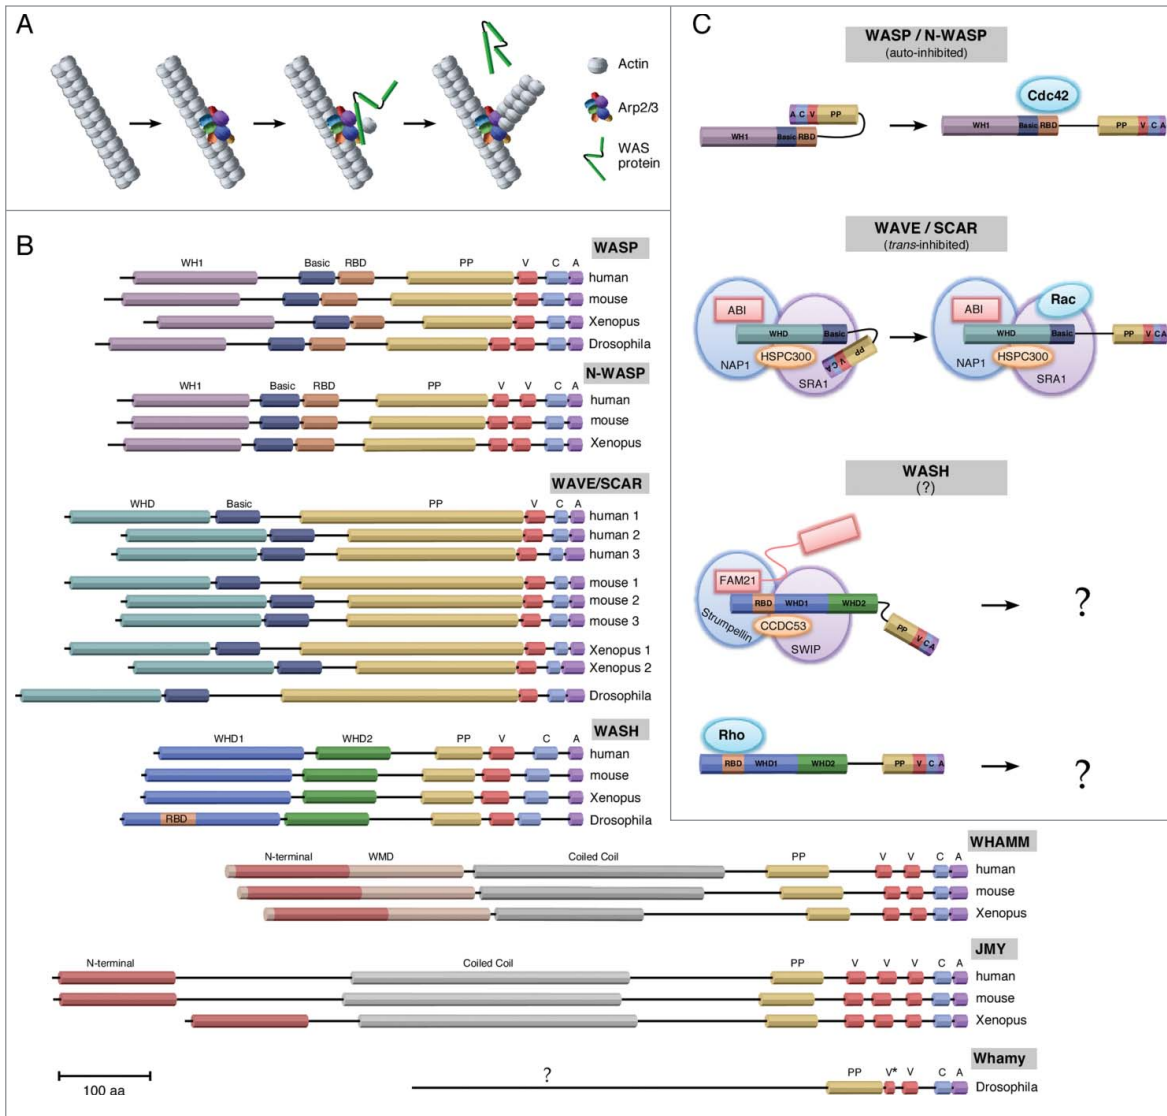 A
Actin
Arp2/3
WAS
protein
B
WASP
WH1 Basic RBD PP V C A
human
mouse
Xenopus
Drosophila
N-WASP
WH1 Basic RBD PP V V C A
human
mouse
Xenopus
WAVE/SCAR
WHD Basic PP V C A
human 1
human 2
human 3
mouse 1
mouse 2
mouse 3
Xenopus 1
Xenopus 2
Drosophila
WASH
WHD1 WHD2 PP V C A
human
mouse
Xenopus
RBD Drosophila
C
WASP / N-WASP
(auto-inhibited)
Cdc42
A C V PP
WH1 Basic RBD
WH1 Basic RBD PP V C A
WAVE / SCAR
(trans-inhibited)
ABI
WHD Basic
PP V C A
HSPC300
NAP1
SRA1
Rac
ABI
WHD Basic PP V C A
HSPC300
NAP1
SRA1
WASH
(?)
FAM21
RBD WHD1 WHD2
Strumpellin
CCDC53
SWIP
PP V C A
?
Rho
RBD WHD1 WHD2 PP V C A
?
WHAMM
N-terminal WMD Coiled Coil PP V V C A
human
mouse
Xenopus
JMY
N-terminal Coiled Coil PP V V V C A
human
mouse
Xenopus
Whamy
? PP V* V C A
Drosophila
100 aa